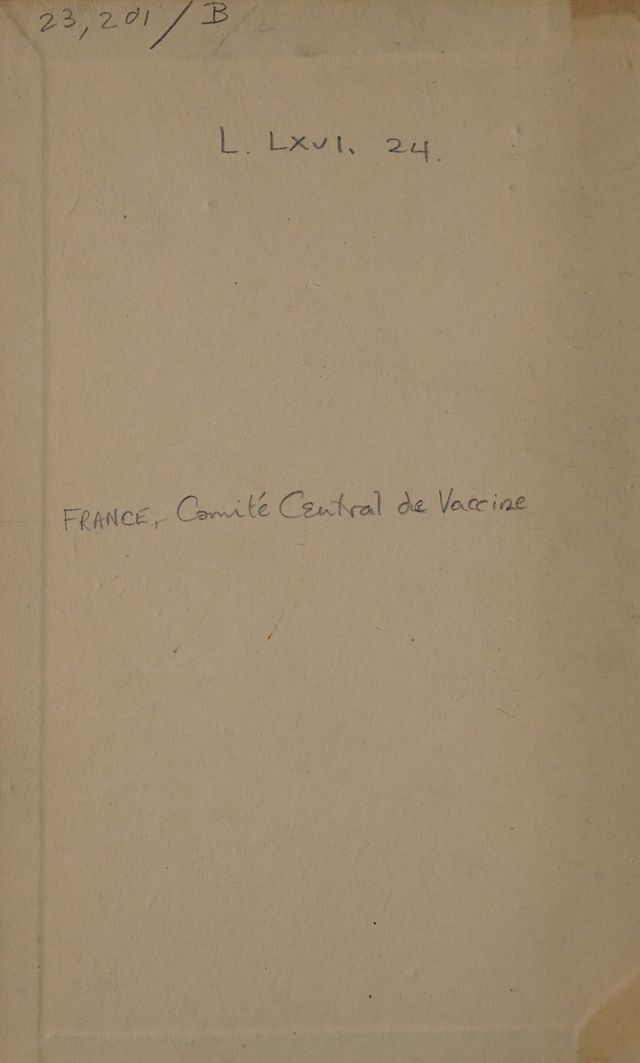 23,201/B
L. LXVI. 24.
FRANCE, Comité Central de Vaccine